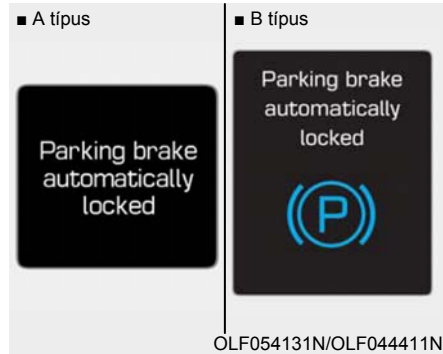 ■ A típus
Parking brake
automatically
locked
■ B típus
Parking brake
automatically
locked
P
OLF054131N/OLF044411N